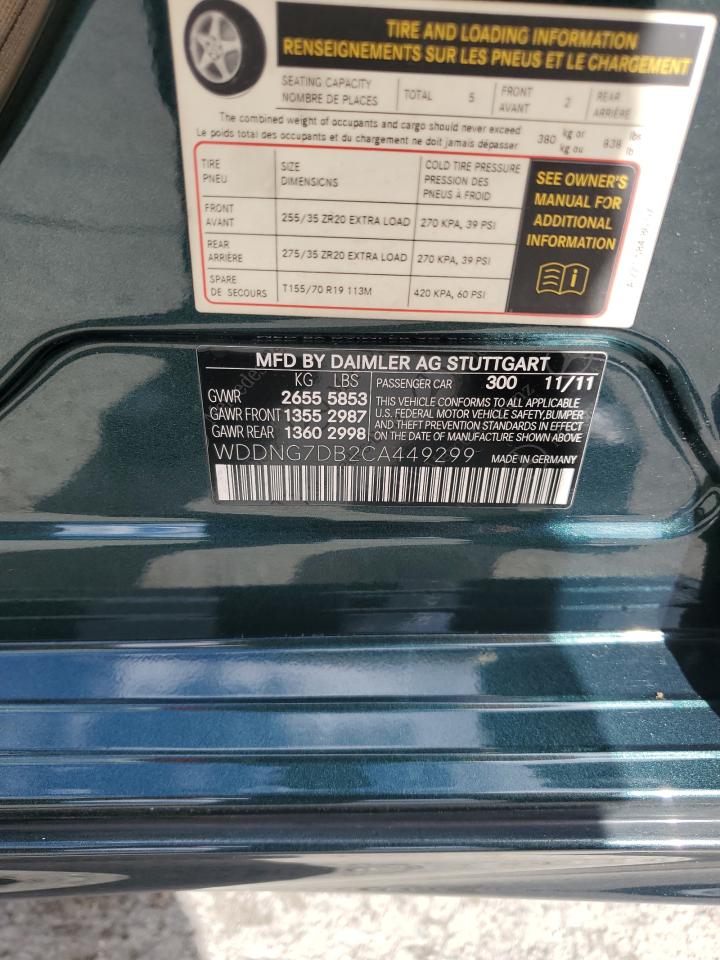 TIRE AND LOADING INFORMATION
RENSEIGNEMENTS SUR LES PNEUS ET LE CHARGEMENT
SEATING CAPACITY
NOMBRE DE PLACES
TOTAL 5
FRONT
AVANT
2
REAR
ARRIÈRE
The combined weight of occupants and cargo should never exceed
Le poids total des occupants et du chargement ne doit jamais dépasser
380 kg or
kg ou
838 lbs
lb
TIRE
PNEU
SIZE
DIMENSIONS
COLD TIRE PRESSURE
PRESSION DES
PNEUS À FROID
FRONT
AVANT
255/35 ZR20 EXTRA LOAD
270 KPA, 39 PSI
REAR
ARRIÈRE
275/35 ZR20 EXTRA LOAD
270 KPA, 39 PSI
SPARE
DE SECOURS
T155/70 R19 113M
420 KPA, 60 PSI
SEE OWNER'S
MANUAL FOR
ADDITIONAL
INFORMATION
MFD BY DAIMLER AG STUTTGART
KG LBS
GVWR 2655 5853
GAWR FRONT 1355 2987
GAWR REAR 1360 2998
PASSENGER CAR 300 11/11
THIS VEHICLE CONFORMS TO ALL APPLICABLE
U.S. FEDERAL MOTOR VEHICLE SAFETY,BUMPER
AND THEFT PREVENTION STANDARDS IN EFFECT
ON THE DATE OF MANUFACTURE SHOWN ABOVE
WDDNG7DB2CA449299 MADE IN GERMANY